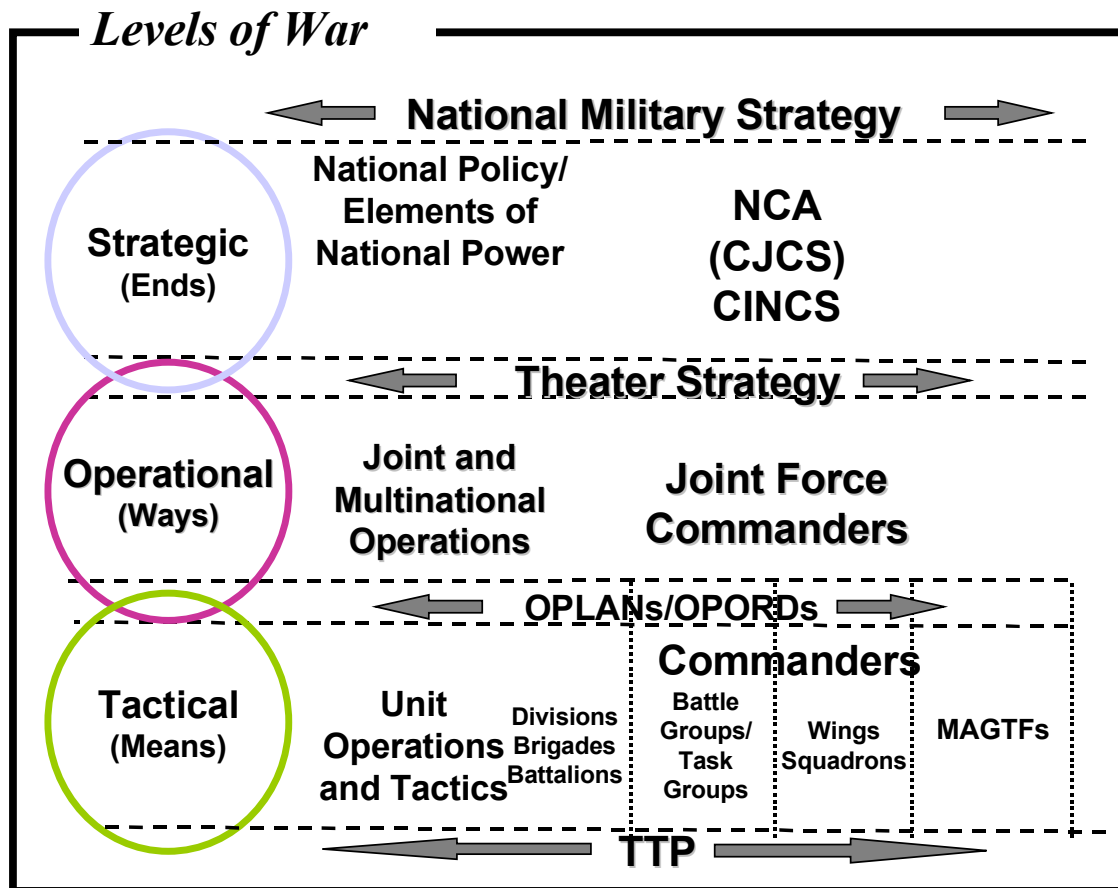 Levels of War
National Military Strategy
Strategic
(Ends)
National Policy/
Elements of
National Power
NCA
(CJCS)
CINCS
Theater Strategy
Operational
(Ways)
Joint and
Multinational
Operations
Joint Force
Commanders
OPLANs/OPORDs
Tactical
(Means)
Unit
Operations
and Tactics
Commanders
Divisions
Brigades
Battalions
Battle
Groups/
Task
Groups
Wings
Squadrons
MAGTFs
TTP